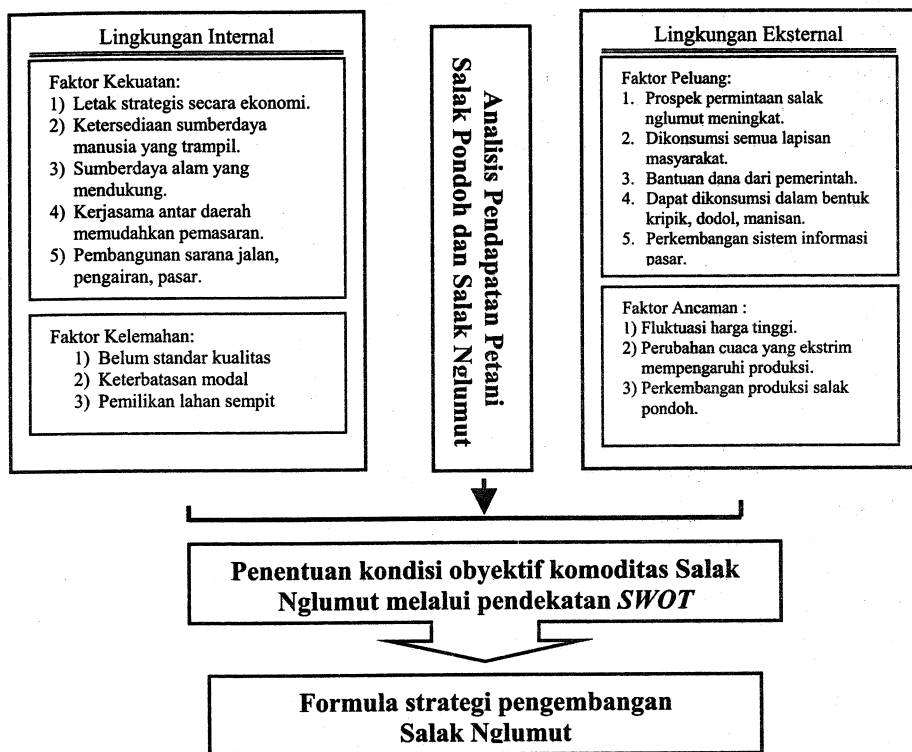 Lingkungan Internal
Faktor Kekuatan:
1) Letak strategis secara ekonomi.
2) Ketersediaan sumberdaya
manusia yang trampil.
3) Sumberdaya alam yang
mendukung.
4) Kerjasama antar daerah
memudahkan pemasaran.
5) Pembangunan sarana jalan,
pengairan, pasar.
Faktor Kelemahan:
1) Belum standar kualitas
2) Keterbatasan modal
3) Pemilikan lahan sempit
Analisis Pendapatan Petani
Salak Pondoh dan Salak Nglumut
Lingkungan Eksternal
Faktor Peluang:
1. Prospek permintaan salak
nglumut meningkat.
2. Dikonsumsi semua lapisan
masyarakat.
3. Bantuan dana dari pemerintah.
4. Dapat dikonsumsi dalam bentuk
kripik, dodol, manisan.
5. Perkembangan sistem informasi
pasar.
Faktor Ancaman :
1) Fluktuasi harga tinggi.
2) Perubahan cuaca yang ekstrim
mempengaruhi produksi.
3) Perkembangan produksi salak
pondoh.
Penentuan kondisi obyektif komoditas Salak
Nglumut melalui pendekatan SWOT
Formula strategi pengembangan
Salak Nglumut